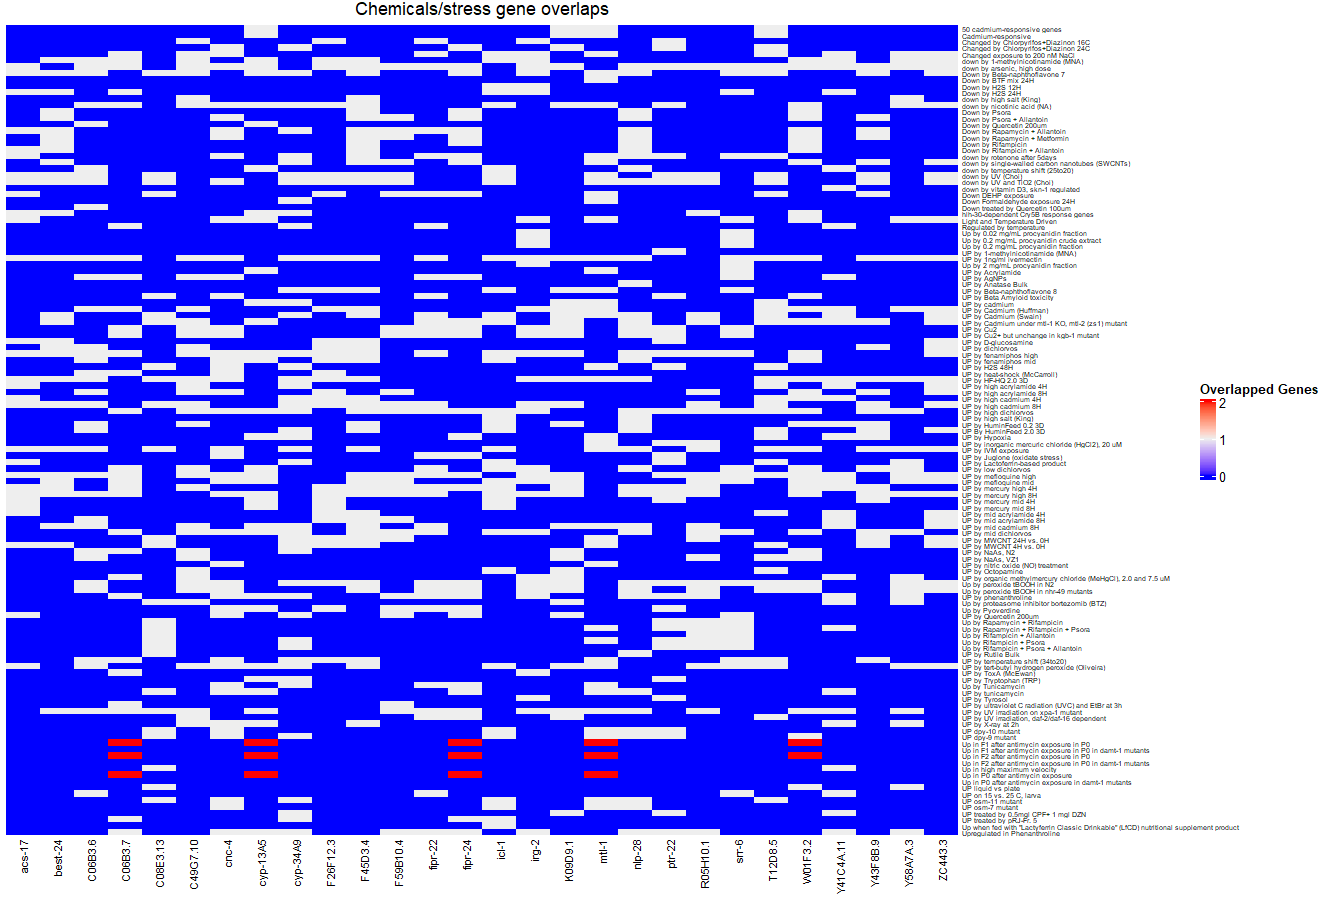 Chemicals/stress gene overlaps
50 cadmium-responsive genes
Cadmium-responsive
Changed by Chlorpyrifos+Diazinon 16C
Changed by Chlorpyrifos+Diazinon 24C
Changed exposure to 200 nM NaCl
down by 1-methylnicotinamide (MNA)
down by arsenic, high dose
Down by Beta-naphthoflavone 7
Down by BTF mix 24H
Down by H2S 12H
Down by H2S 24H
down by high salt (King)
down by nicotinic acid (NA)
Down by Psora
Down by Psora + Allantoin
Down by Quercetin 200um
Down by Rapamycin + Allantoin
Down by Rapamycin + Metformin
Down by Rifampicin
Down by Rifampicin + Allantoin
down by rotenone after 5days
down by single-walled carbon nanotubes (SWCNTs)
down by temperature shift (25to20)
down by UV (Chol)
down by UV and TiO2 (Chol)
down by vitamin D3, skn-1 regulated
Down DEHP exposure
Down Formaldehyde exposure 24H
Down treated by Quercetin 100um
hlh-30-dependent Cry5B response genes
Light and Temperature Driven
Regulated by temperature
Up by 0.02 mg/mL procyanidin fraction
Up by 0.2 mg/mL procyanidin crude extract
Up by 0.2 mg/mL procyanidin fraction
UP by 1-methylnicotinamide (MNA)
UP by 1ng/ml ivermectin
Up by 2 mg/mL procyanidin fraction
UP by Acrylamide
UP by AgNPs
UP by Anatase Bulk
UP by Beta-naphthoflavone 8
UP by Beta Amyloid toxicity
UP by cadmium
UP by Cadmium (Huffman)
UP by Cadmium (Swain)
UP by Cadmium under mtl-1 KO, mtl-2 (zs1) mutant
UP by Cu2
UP by Cu2+ but unchange in kgb-1 mutant
UP by D-glucosamine
UP by dichlorvos
UP by fenamiphos high
UP by fenamiphos mid
UP by H2S 48H
UP by heat-shock (McCarroll)
UP by HF-HQ 2.0 3D
UP by high acrylamide 4H
UP by high acrylamide 8H
UP by high cadmium 4H
UP by high cadmium 8H
UP by high dichlorvos
UP by high salt (King)
UP by HuminFeed 0.2 3D
UP By HuminFeed 2.0 3D
UP by Hypoxia
UP by inorganic mercuric chloride (HgCl2), 20 uM
UP by IVM exposure
UP by Juglone (oxidate stress)
UP by Lactoferrin-based product
UP by low dichlorvos
UP by mefloquine high
UP by mefloquine mid
UP by mercury high 4H
UP by mercury high 8H
UP by mercury mid 4H
UP by mercury mid 8H
UP by mid acrylamide 4H
UP by mid acrylamide 8H
UP by mid cadmium 8H
UP by mid dichlorvos
UP by MWCNT 24H vs. 0H
UP by MWCNT 4H vs. 0H
UP by NaAs, N2
UP by NaAs, VZ1
UP by nitric oxide (NO) treatment
UP by Octopamine
UP by organic methylmercury chloride (MeHgCl), 2.0 and 7.5 uM
Up by peroxide tBOOH in N2
UP by peroxide tBOOH in nhr-49 mutants
UP by phenanthroline
UP by proteasome inhibitor bortezomib (BTZ)
Up by Pyoverdine
UP by Quercetin 200um
Up by Rapamycin + Rifampicin
Up by Rapamycin + Rifampicin + Psora
Up by Rifampicin + Allantoin
Up by Rifampicin + Psora
Up by Rifampicin + Psora + Allantoin
UP by Rutile Bulk
UP by temperature shift (34to20)
UP by tert-butyl hydrogen peroxide (Oliveira)
UP by ToxA (McEwan)
UP by Tryptophan (TRP)
Up by Tunicamycin
UP by tunicamycin
UP by Tyrosol
UP by ultraviolet C radiation (UVC) and EtBr at 3h
UP by UV irradiation on xpa-1 mutant
UP by UV irradiation, daf-2/daf-16 dependent
UP by X-ray at 2h
UP dpy-10 mutant
UP dpy-9 mutant
Up in F1 after antimycin exposure in P0
Up in F1 after antimycin exposure in P0 in damt-1 mutants
Up in F2 after antimycin exposure in P0
Up in F2 after antimycin exposure in P0 in damt-1 mutants
Up in high maximum velocity
Up in P0 after antimycin exposure
Up in P0 after antimycin exposure in damt-1 mutants
UP liquid vs plate
UP on 15 vs. 25 C, larva
UP osm-11 mutant
UP osm-7 mutant
UP treated by 0.5mgl CPF+ 1 mgl DZN
UP treated by pRJ-Fr. 5
Up when fed with "Lactyferrin Classic Drinkable" (LfCD) nutritional supplement product
Upregulated in Phenanthroline
Overlapped Genes
2
1
0
acs-17
best-24
C06B3.6
C06B3.7
C08E3.13
C49G7.10
cnc-4
cyp-13A5
cyp-34A9
F26F12.3
F45D3.4
F59B10.4
fipr-22
fipr-24
icl-1
irg-2
K09D9.1
mtl-1
nlp-28
ptr-22
R05H10.1
srr-6
T12D8.5
W01F3.2
Y41C4A.11
Y43F8B.9
Y58A7A.3
ZC443.3